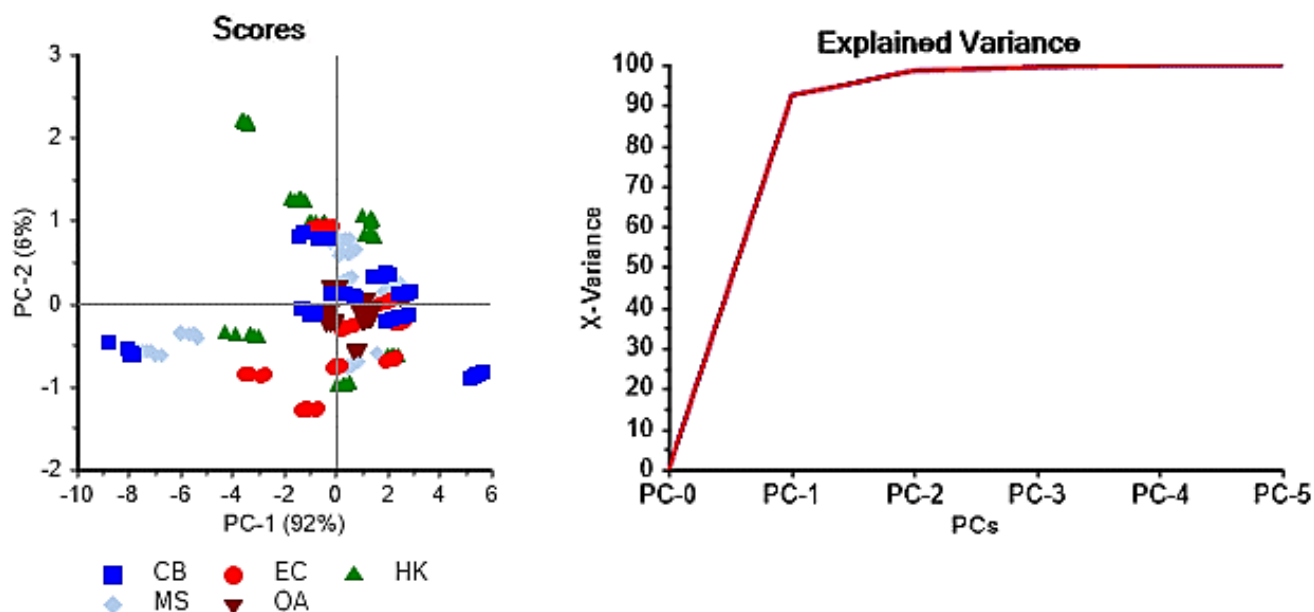 Scores
3
2
1
0
-1
-2
PC-2 (6%)
-10 -8 -6 -4 -2 0 2 4 6
PC-1 (92%)
CB EC HK
MS OA
Explained Variance
100
90
80
70
60
50
40
30
20
10
0
X-Variance
PC-0 PC-1 PC-2 PC-3 PC-4 PC-5
PCs